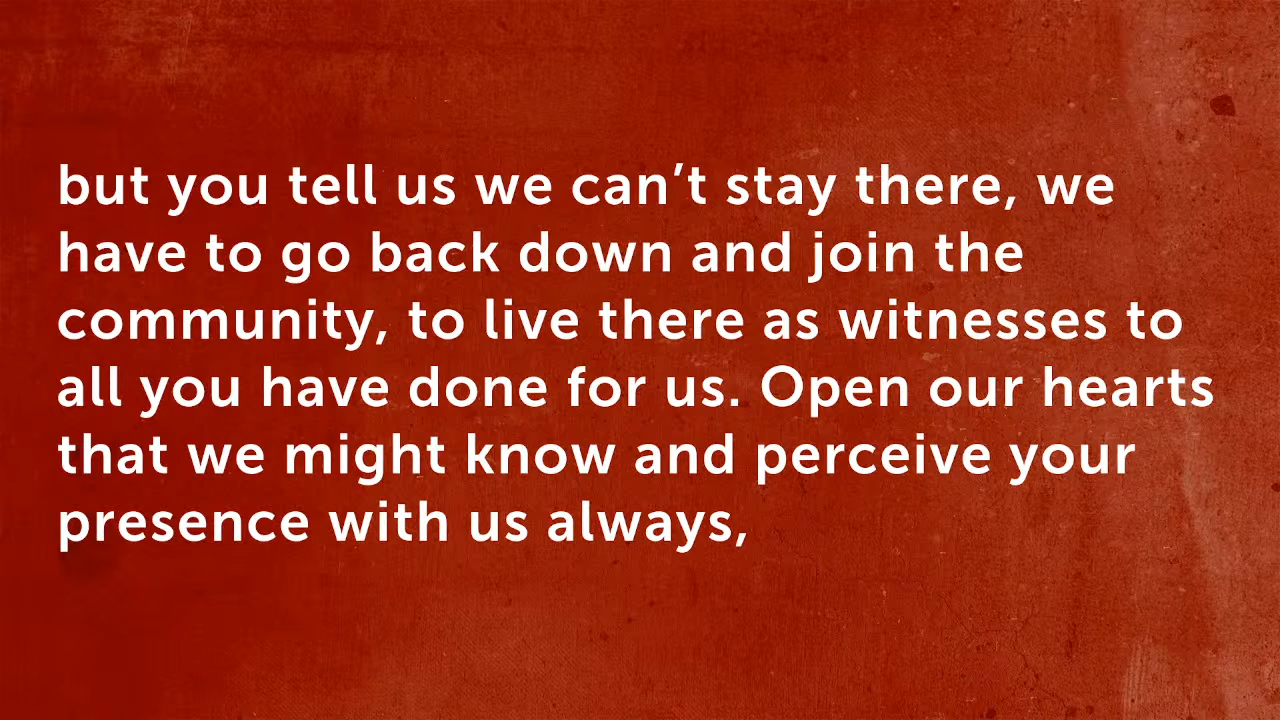 but you tell us we can’t stay there, we
have to go back down and join the
community, to live there as witnesses to
all you have done for us. Open our hearts
that we might know and perceive your
presence with us always,